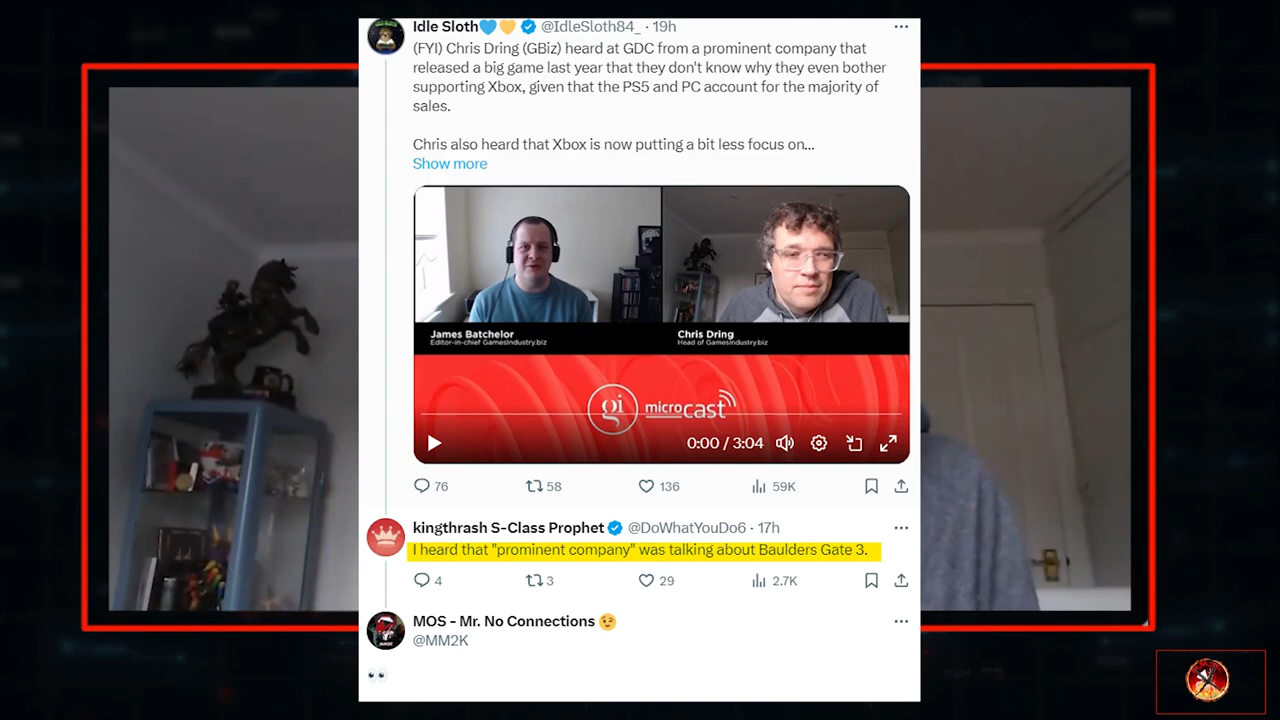 Idle Sloth💙💛 @IdleSloth84_ · 19h
(FYI) Chris Dring (GBiz) heard at GDC from a prominent company that
released a big game last year that they don't know why they even bother
supporting Xbox, given that the PS5 and PC account for the majority of
sales.
Chris also heard that Xbox is now putting a bit less focus on...
Show more
James Batchelor
Editor-in-chief GamesIndustry.biz
Chris Dring
Head of GamesIndustry.biz
gi microcast
0:00 / 3:04
76 58 136 59K
kingthrash S-Class Prophet @DoWhatYouDo6 · 17h
I heard that "prominent company" was talking about Baulders Gate 3.
4 3 29 2.7K
MOS - Mr. No Connections 😉
@MM2K
👀